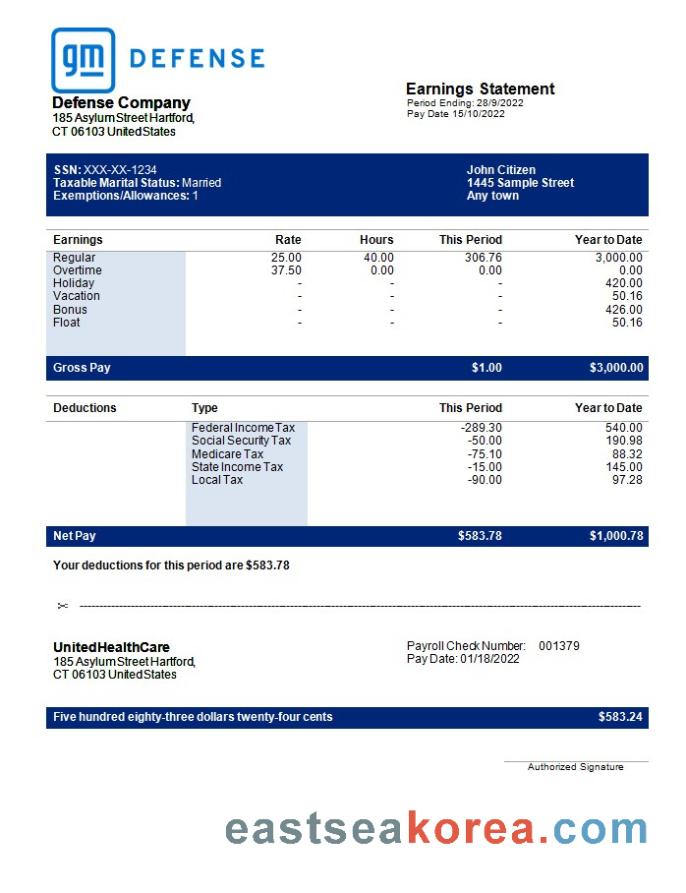 gm DEFENSE
Defense Company
185 Asylum Street Hartford,
CT 06103 United States
Earnings Statement
Period Ending: 28/9/2022
Pay Date 15/10/2022
SSN: XXX-XX-1234
Taxable Marital Status: Married
Exemptions/Allowances: 1
John Citizen
1445 Sample Street
Any town
Earnings Rate Hours This Period Year to Date
Regular 25.00 40.00 306.76 3,000.00
Overtime 37.50 0.00 0.00 0.00
Holiday - - - 420.00
Vacation - - - 50.16
Bonus - - - 426.00
Float - - - 50.16
Gross Pay $1.00 $3,000.00
Deductions Type This Period Year to Date
Federal Income Tax -289.30 540.00
Social Security Tax -50.00 190.98
Medicare Tax -75.10 88.32
State Income Tax -15.00 145.00
Local Tax -90.00 97.28
Net Pay $583.78 $1,000.78
Your deductions for this period are $583.78
UnitedHealthCare
185 Asylum Street Hartford,
CT 06103 United States
Payroll Check Number: 001379
Pay Date: 01/18/2022
Five hundred eighty-three dollars twenty-four cents $583.24
Authorized Signature
eastseakorea.com